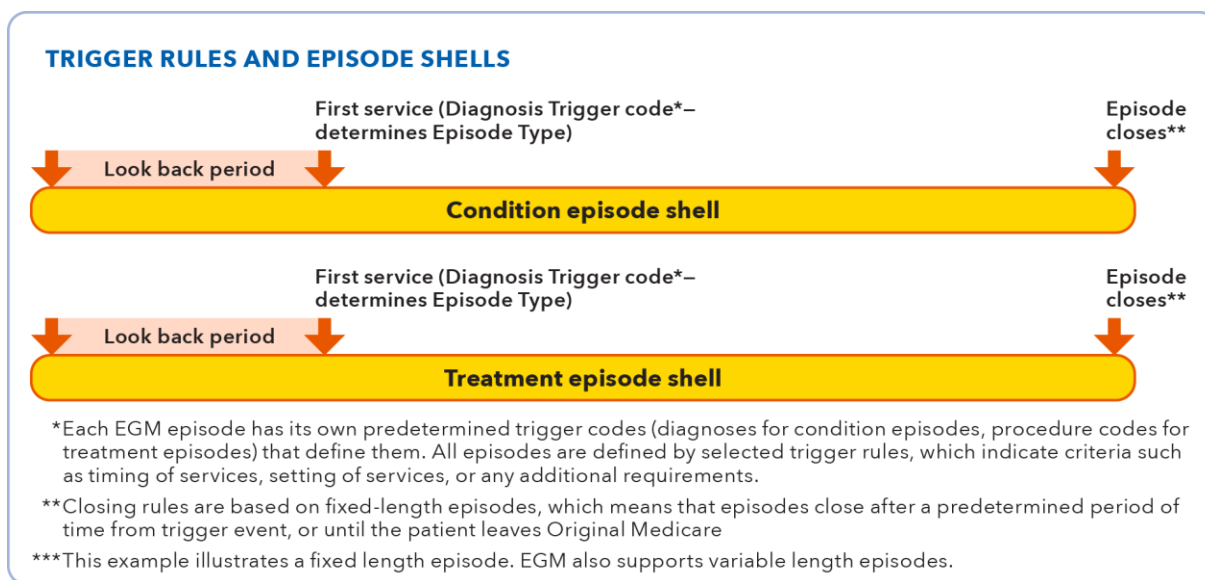 TRIGGER RULES AND EPISODE SHELLS
First service (Diagnosis Trigger code*–
determines Episode Type)
Episode
closes**
Look back period
Condition episode shell
First service (Diagnosis Trigger code*–
determines Episode Type)
Episode
closes**
Look back period
Treatment episode shell
*Each EGM episode has its own predetermined trigger codes (diagnoses for condition episodes, procedure codes for
treatment episodes) that define them. All episodes are defined by selected trigger rules, which indicate criteria such
as timing of services, setting of services, or any additional requirements.
**Closing rules are based on fixed-length episodes, which means that episodes close after a predetermined period of
time from trigger event, or until the patient leaves Original Medicare
***This example illustrates a fixed length episode. EGM also supports variable length episodes.